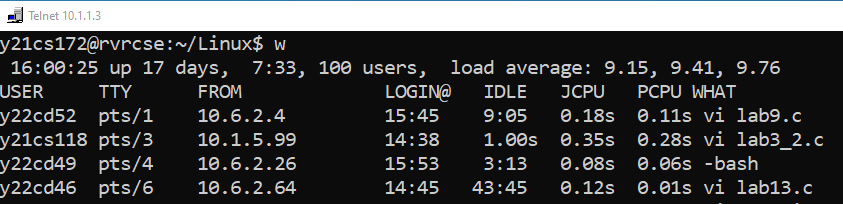 Telnet 10.1.1.3
y21cs172@rvrcse:~/Linux$ w
 16:00:25 up 17 days,  7:33, 100 users,  load average: 9.15, 9.41, 9.76
USER     TTY      FROM             LOGIN@   IDLE   JCPU   PCPU WHAT
y22cd52  pts/1    10.6.2.4         15:45    9:05   0.18s  0.11s vi lab9.c
y21cs118 pts/3    10.1.5.99        14:38    1.00s  0.35s  0.28s vi lab3_2.c
y22cd49  pts/4    10.6.2.26        15:53    3:13   0.08s  0.06s -bash
y22cd46  pts/6    10.6.2.64        14:45   43:45   0.12s  0.01s vi lab13.c